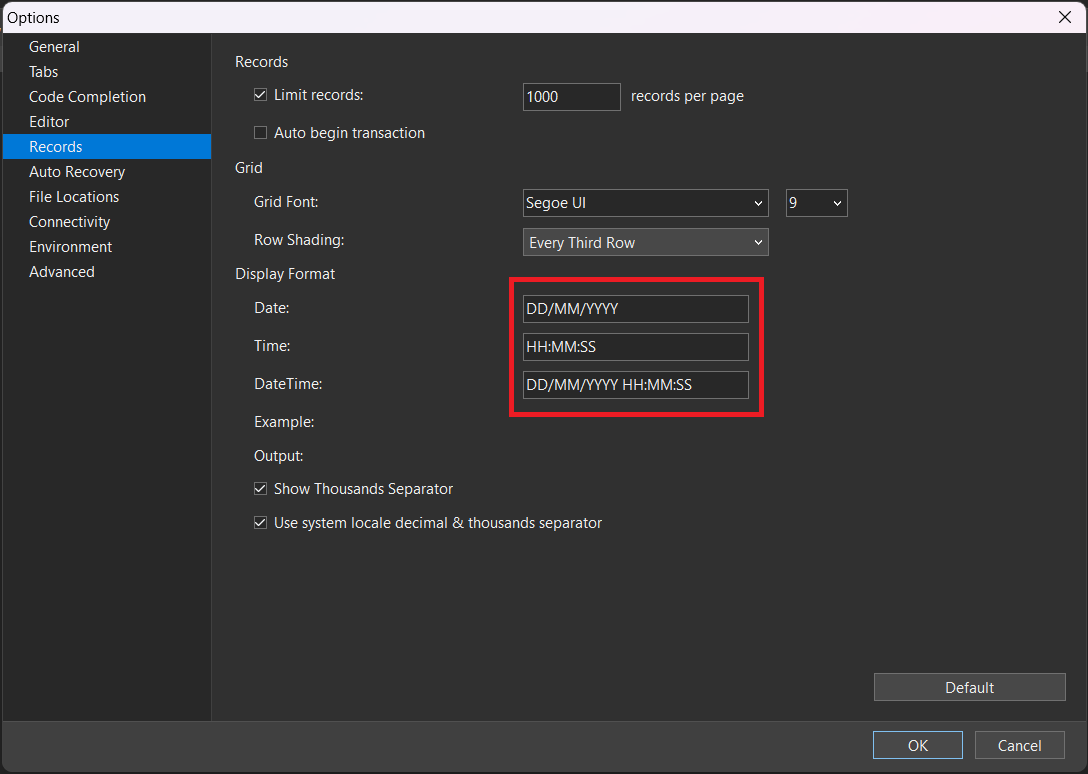 Options
General
Tabs
Code Completion
Editor
Records
Auto Recovery
File Locations
Connectivity
Environment
Advanced
Records
Limit records: 1000 records per page
Auto begin transaction
Grid
Grid Font: Segoe UI 9
Row Shading: Every Third Row
Display Format
Date: DD/MM/YYYY
Time: HH:MM:SS
DateTime: DD/MM/YYYY HH:MM:SS
Example:
Output:
Show Thousands Separator
Use system locale decimal & thousands separator
Default
OK Cancel